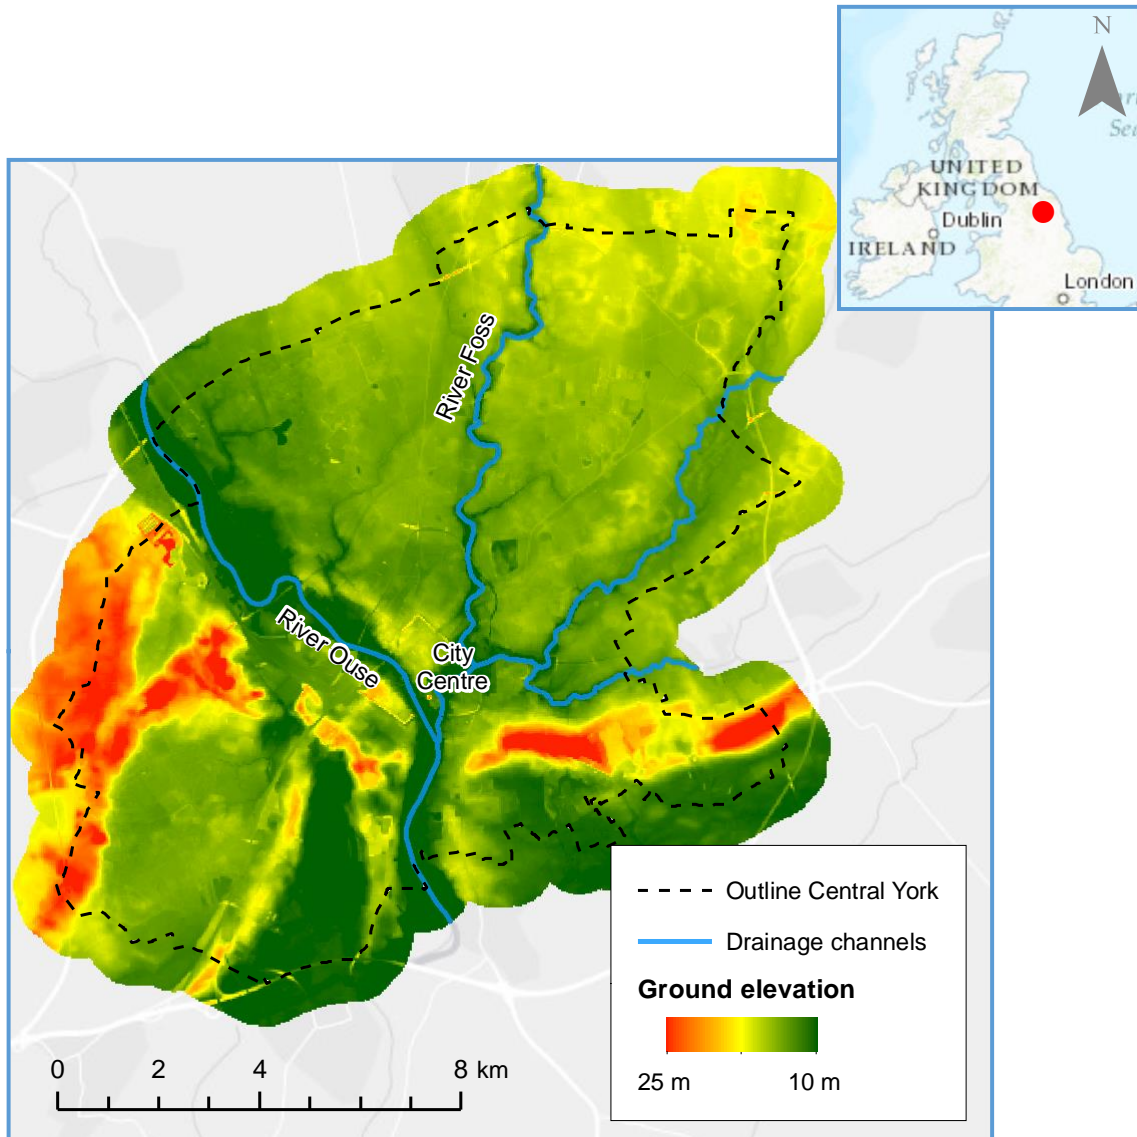 N
Sea
UNITED
KINGDOM
Dublin
IRELAND
London
River Foss
River Ouse
City
Centre
Outline Central York
Drainage channels
Ground elevation
25 m
10 m
0
2
4
8 km